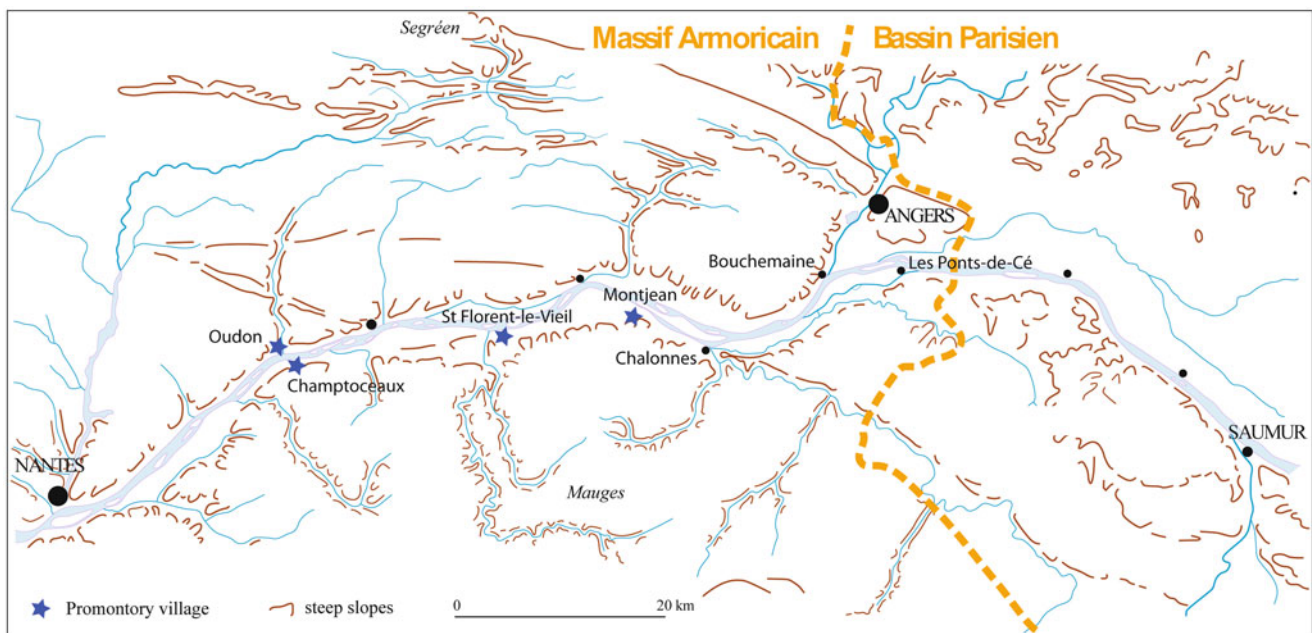 Segréen
Massif Armoricain
Bassin Parisien
ANGERS
Bouchemaine
Les Ponts-de-Cé
Montjean
St Florent-le-Vieil
Oudon
Chalonnes
Champtoceaux
SAUMUR
NANTES
Mauges
Promontory village
steep slopes
0
20 km